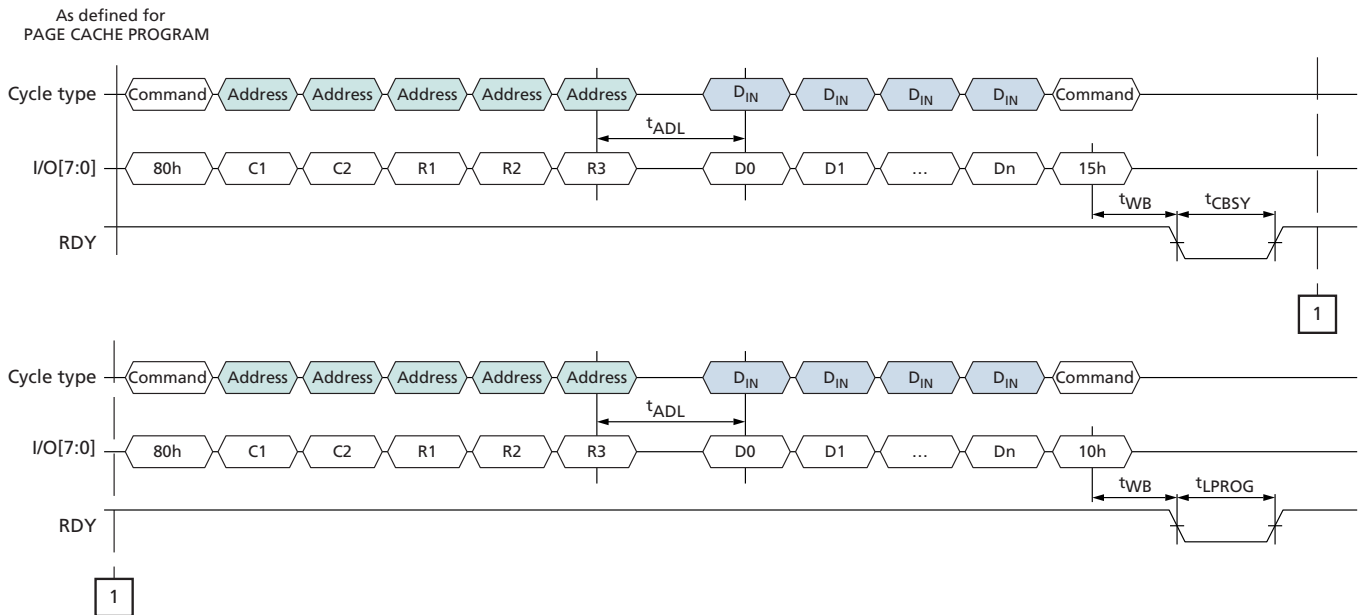 As defined for
PAGE CACHE PROGRAM
Cycle type Command Address Address Address Address Address DIN DIN DIN DIN Command
tADL
I/O[7:0] 80h C1 C2 R1 R2 R3 D0 D1 … Dn 15h
tWB tCBSY
RDY
1
Cycle type Command Address Address Address Address Address DIN DIN DIN DIN Command
tADL
I/O[7:0] 80h C1 C2 R1 R2 R3 D0 D1 … Dn 10h
tWB tLPROG
RDY
1